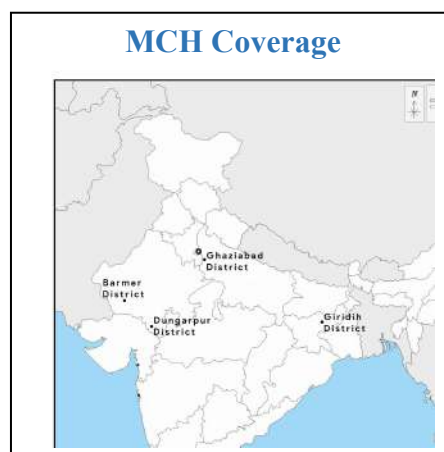 MCH Coverage
N
Ghaziabad
District
Barmer
District
Dungarpur
District
Giridih
District